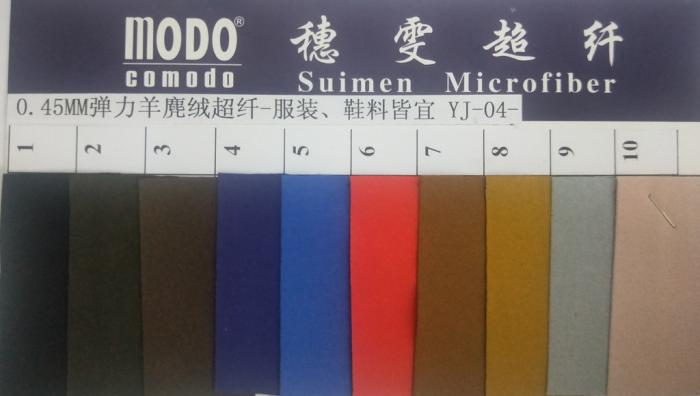 MODO®
comodo
穗雯超纤
Suimen Microfiber
0.45MM弹力羊麂绒超纤-服装、鞋料皆宜 YJ-04-
1 2 3 4 5 6 7 8 9 10